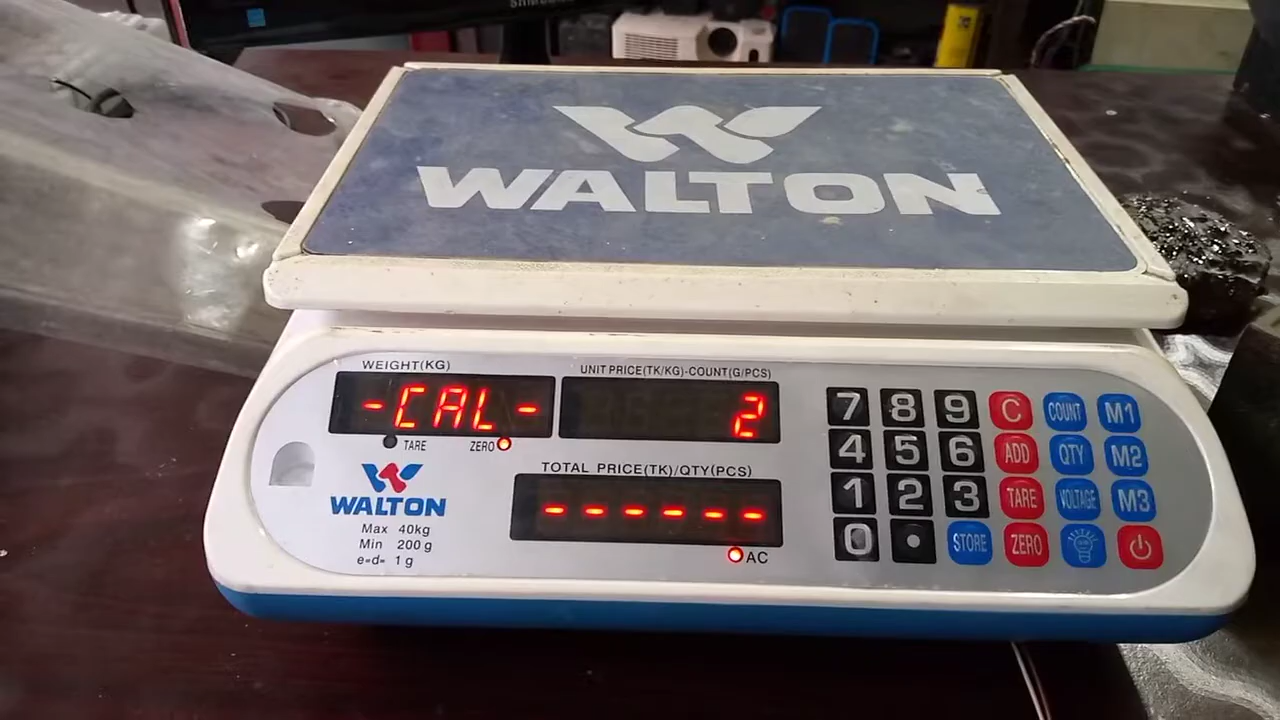 WALTON
WEIGHT(KG)
UNIT PRICE(TK/KG)-COUNT(G/PCS)
-CAL-
2
TARE
ZERO
TOTAL PRICE(TK)/QTY(PCS)
------
AC
WALTON
Max 40kg
Min 200g
e=d= 1g
7 8 9 C COUNT M1
4 5 6 ADD QTY M2
1 2 3 TARE VOLTAGE M3
0 . STORE ZERO